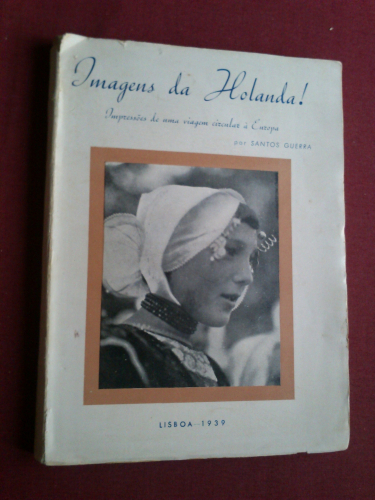 Imagens da Holanda!
Impressões de uma viagem circular à Europa
por SANTOS GUERRA
LISBOA-1939